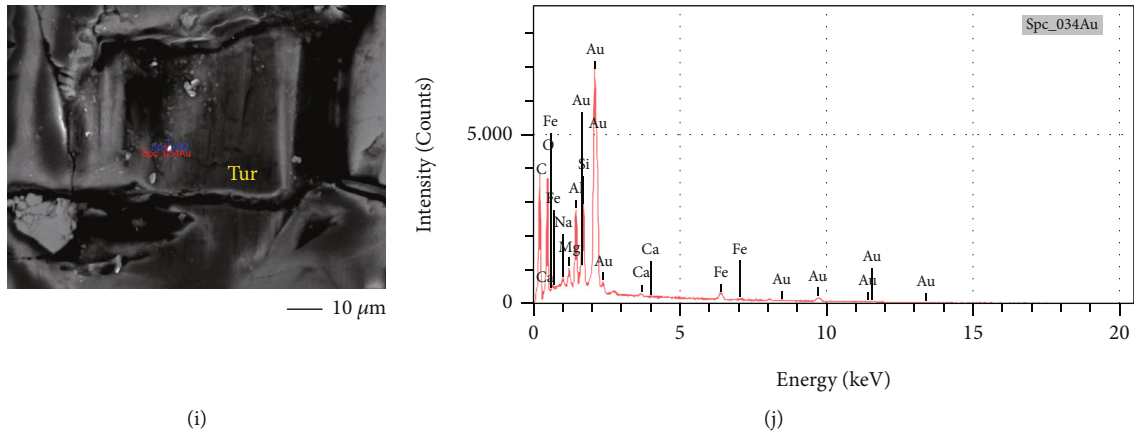 Spc_034Au
Tur
10 μm
(i)
Spc_034Au
Intensity (Counts)
5.000
0
Au
Au
Au
Fe
O
C
Si
Fe
Al
Na
Mg
Ca
Au
Ca
Ca
Fe
Fe
Au
Au
Au
Au
Au
0 5 10 15 20
Energy (keV)
(j)